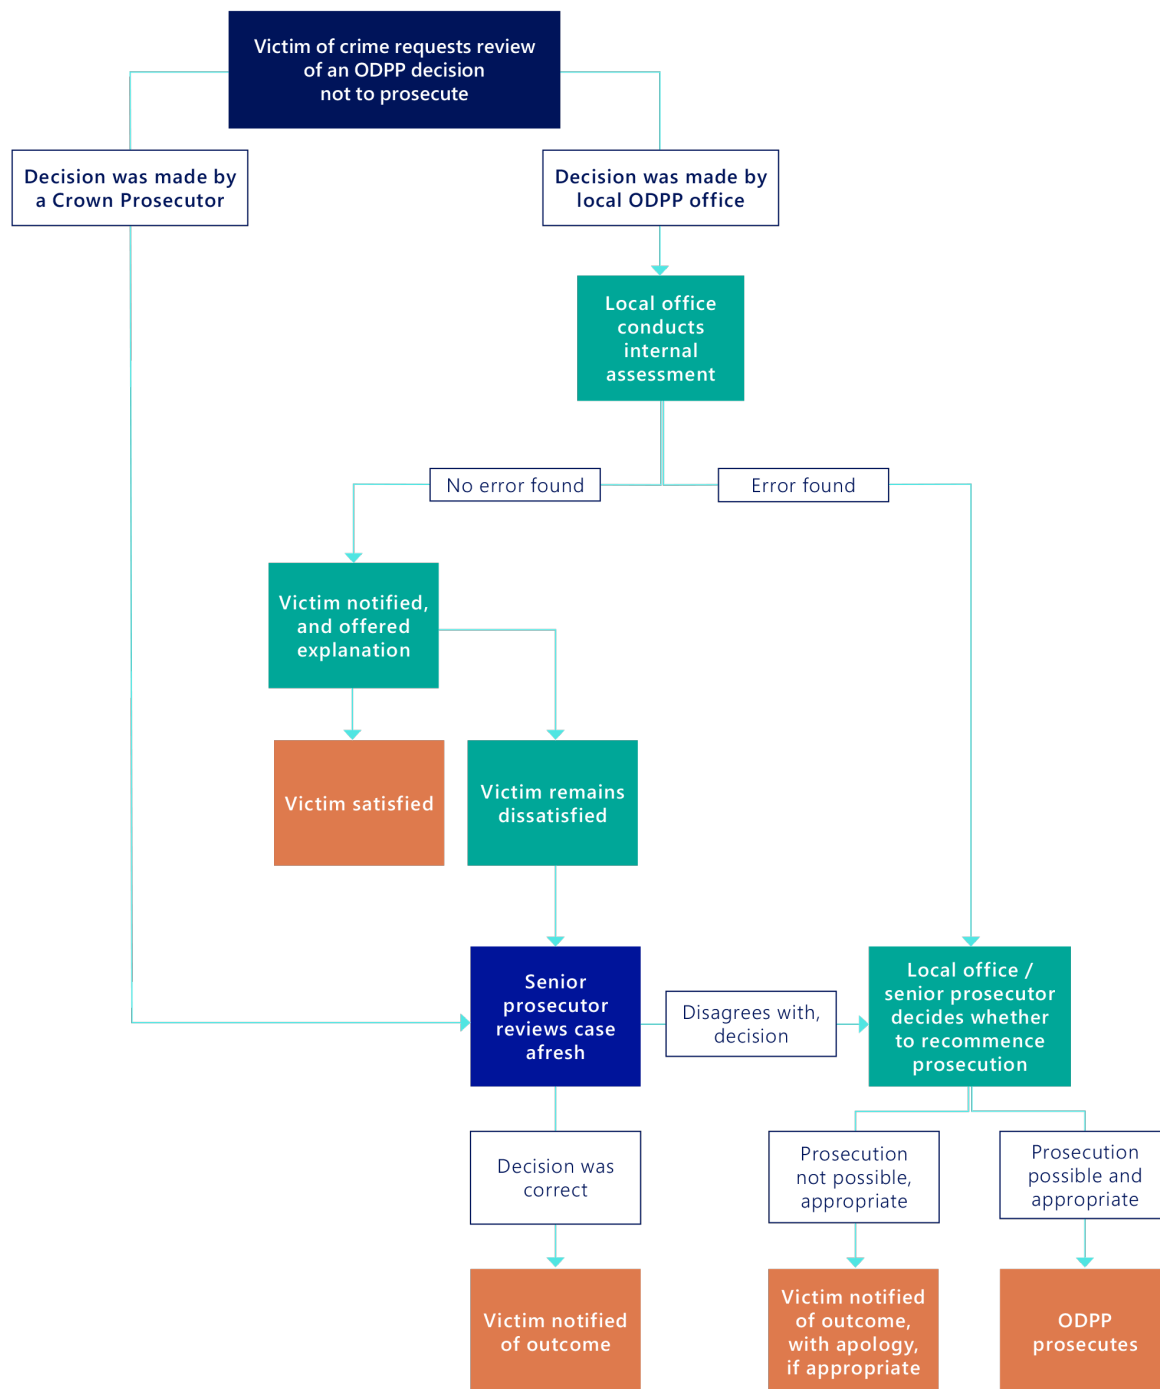 Victim of crime requests review
of an ODPP decision
not to prosecute
Decision was made by
a Crown Prosecutor
Decision was made by
local ODPP office
Local office
conducts
internal
assessment
No error found
Error found
Victim notified,
and offered
explanation
Victim satisfied
Victim remains
dissatisfied
Senior
prosecutor
reviews case
afresh
Disagrees with,
decision
Local office /
senior prosecutor
decides whether
to recommence
prosecution
Decision was
correct
Prosecution
not possible,
appropriate
Prosecution
possible and
appropriate
Victim notified
of outcome
Victim notified
of outcome,
with apology,
if appropriate
ODPP
prosecutes